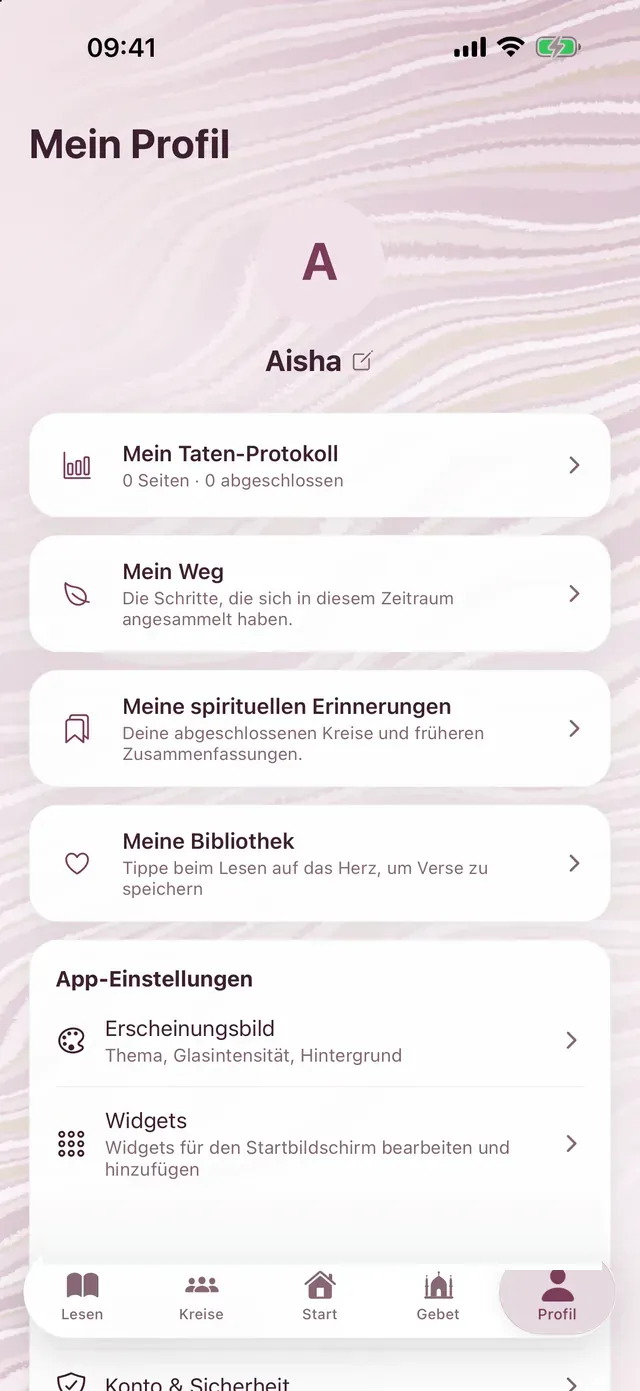 09:41
Mein Profil
A
Aisha
Mein Taten-Protokoll
0 Seiten · 0 abgeschlossen
Mein Weg
Die Schritte, die sich in diesem Zeitraum
angesammelt haben.
Meine spirituellen Erinnerungen
Deine abgeschlossenen Kreise und früheren
Zusammenfassungen.
Meine Bibliothek
Tippe beim Lesen auf das Herz, um Verse zu
speichern
App-Einstellungen
Erscheinungsbild
Thema, Glasintensität, Hintergrund
Widgets
Widgets für den Startbildschirm bearbeiten und
hinzufügen
Lesen Kreise Start Gebet Profil
Konto & Sicherheit